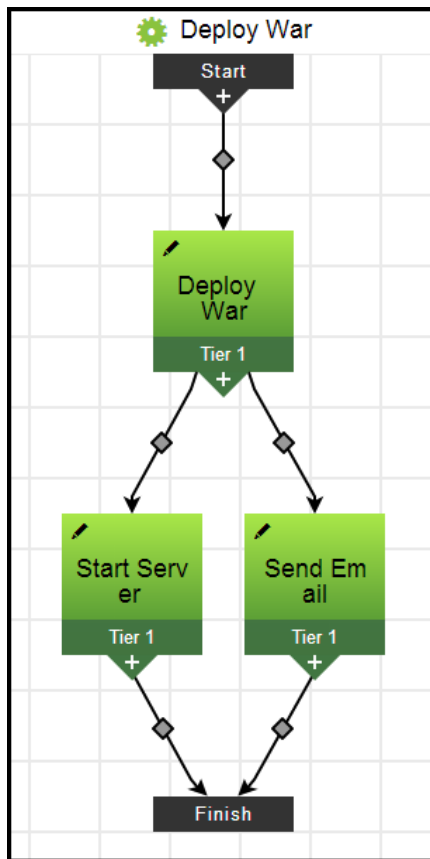 Deploy War
Start
Deploy
War
Tier 1
Start Serv
er
Tier 1
Send Em
ail
Tier 1
Finish